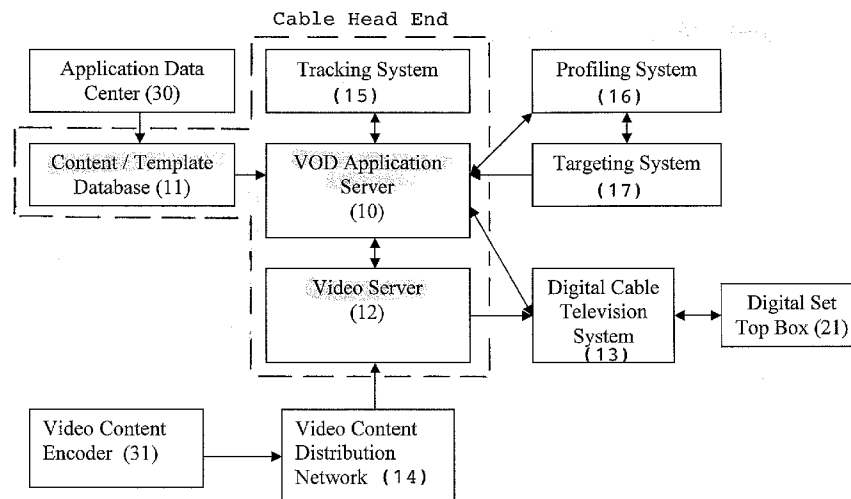 Cable Head End
Application Data
Center (30)
Tracking System
(15)
Profiling System
(16)
Content / Template
Database (11)
VOD Application
Server
(10)
Targeting System
(17)
Video Server
(12)
Digital Cable
Television
System
(13)
Digital Set
Top Box (21)
Video Content
Encoder (31)
Video Content
Distribution
Network (14)